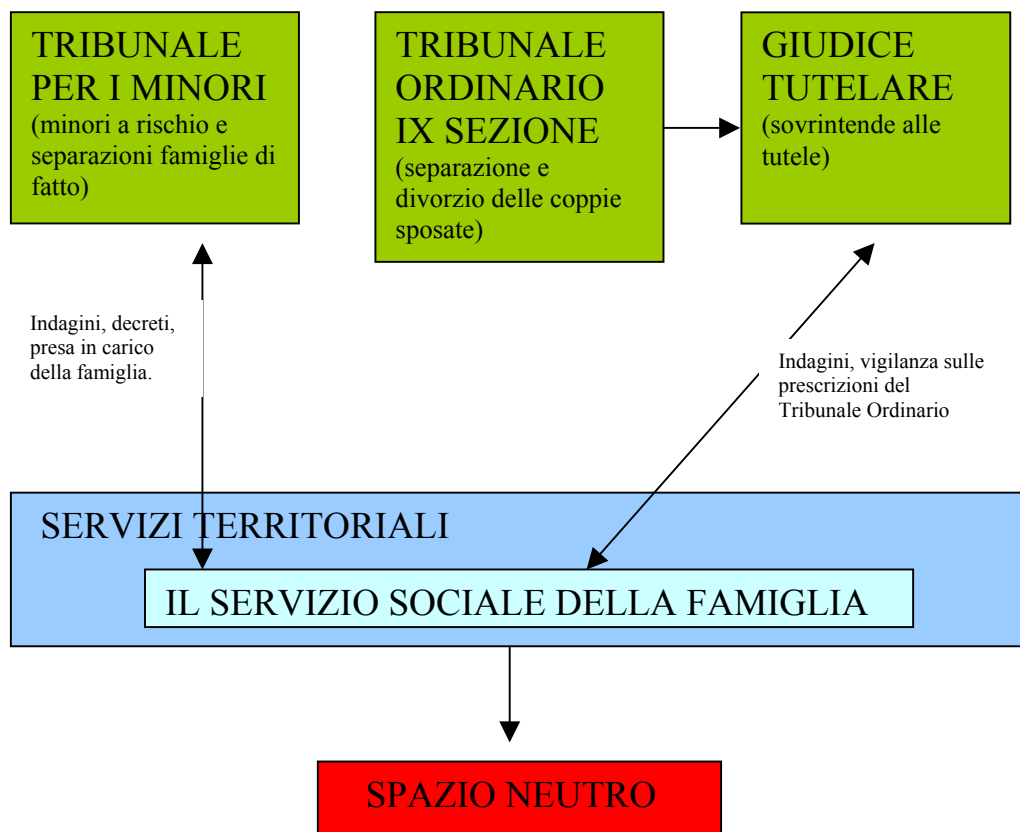 TRIBUNALE
PER I MINORI
(minori a rischio e
separazioni famiglie di
fatto)
TRIBUNALE
ORDINARIO
IX SEZIONE
(separazione e
divorzio delle coppie
sposate)
GIUDICE
TUTELARE
(sovrintende alle
tutele)
Indagini, decreti,
presa in carico
della famiglia.
Indagini, vigilanza sulle
prescrizioni del
Tribunale Ordinario
SERVIZI TERRITORIALI
IL SERVIZIO SOCIALE DELLA FAMIGLIA
SPAZIO NEUTRO